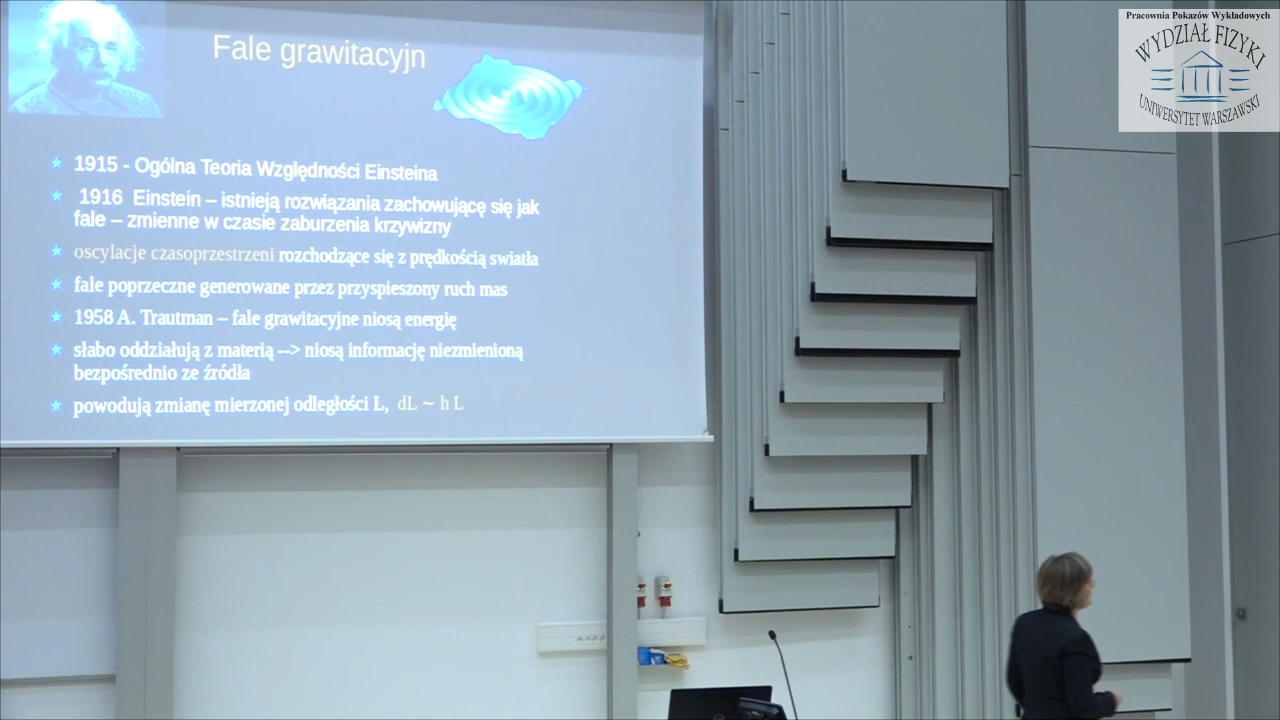 Pracownia Pokazów Wykładowych
WYDZIAŁ FIZYKI
UNIWERSYTET WARSZAWSKI
Fale grawitacyjn
1915 - Ogólna Teoria Względności Einsteina
1916 Einstein – istnieją rozwiązania zachowujące się jak
fale – zmienne w czasie zaburzenia krzywizny
oscylacje czasoprzestrzeni rozchodzące się z prędkością swiatła
fale poprzeczne generowane przez przyspieszony ruch mas
1958 A. Trautman – fale grawitacyjne niosą energię
słabo oddziałują z materią --> niosą informację niezmienioną
bezpośrednio ze źródła
powodują zmianę mierzonej odległości L, dL ~ h L